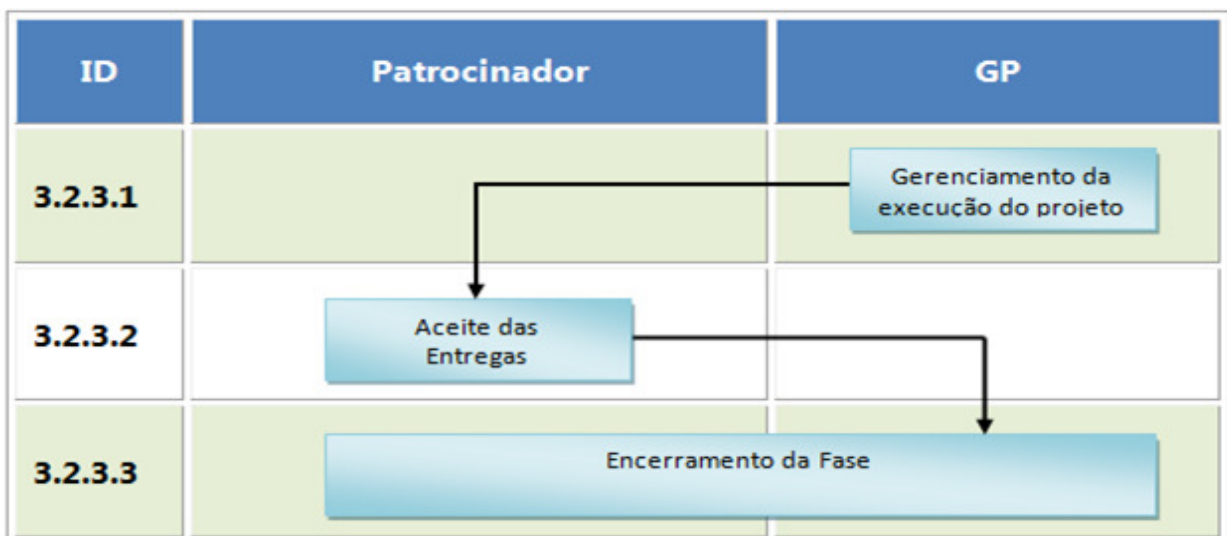 ID Patrocinador GP
3.2.3.1
Gerenciamento da
execução do projeto
3.2.3.2
Aceite das
Entregas
3.2.3.3
Encerramento da Fase